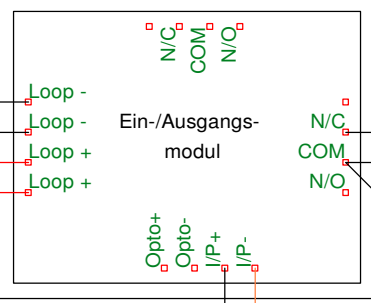 N/C
COM
N/O
Loop -
Loop -
Loop +
Loop +
Ein-/Ausgangs-
modul
N/C
COM
N/O
Opto+
Opto-
I/P+
I/P-